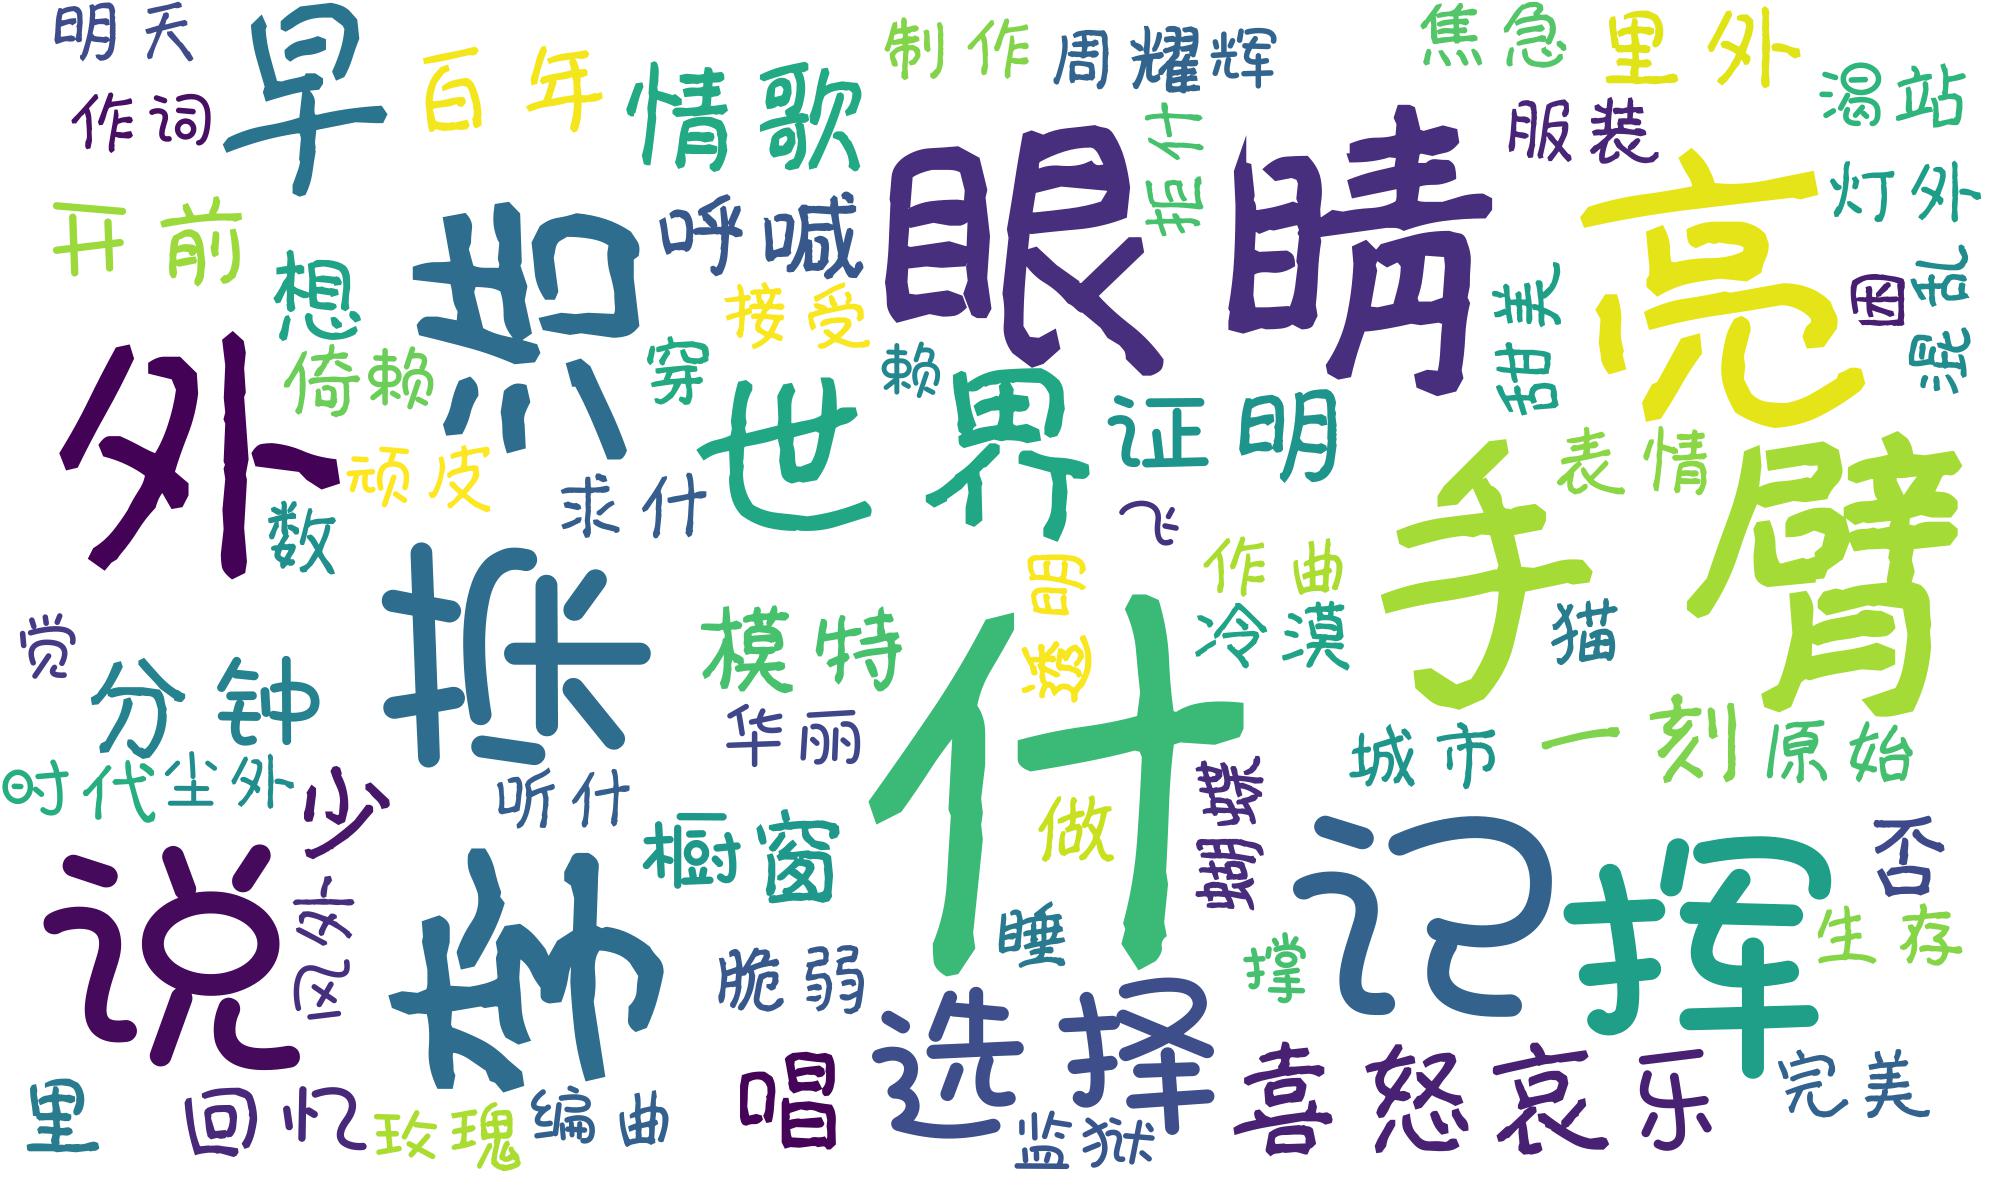 明天
早
百年
情歌
制作
周耀辉
焦急
里外
渴站
作词
拒什
服装
眼睛
亮
灯外
开前
想
呼喊
接受
甜美
困
混乱
外
倚赖
穿
赖
世界
证明
手臂
表情
顽皮
求什
数
飞
透明
作曲
冷漠
猫
觉
分钟
模特
什
华丽
城市
一刻
原始
时代
尘外
少
听什
橱窗
做
蝴蝶
记
挥
否
说
风外
脆弱
睡
撑
生存
选择
唱
喜怒哀乐
完美
里
回忆
玫瑰
编曲
监狱